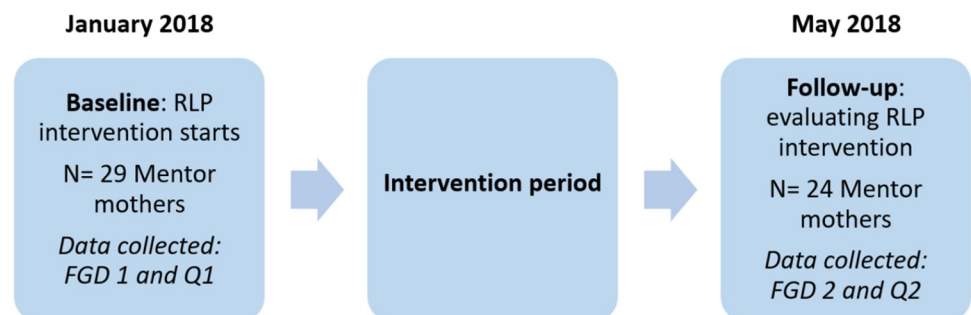 January 2018
Baseline: RLP
intervention starts
N= 29 Mentor
mothers
Data collected:
FGD 1 and Q1
Intervention period
May 2018
Follow-up:
evaluating RLP
intervention
N= 24 Mentor
mothers
Data collected:
FGD 2 and Q2